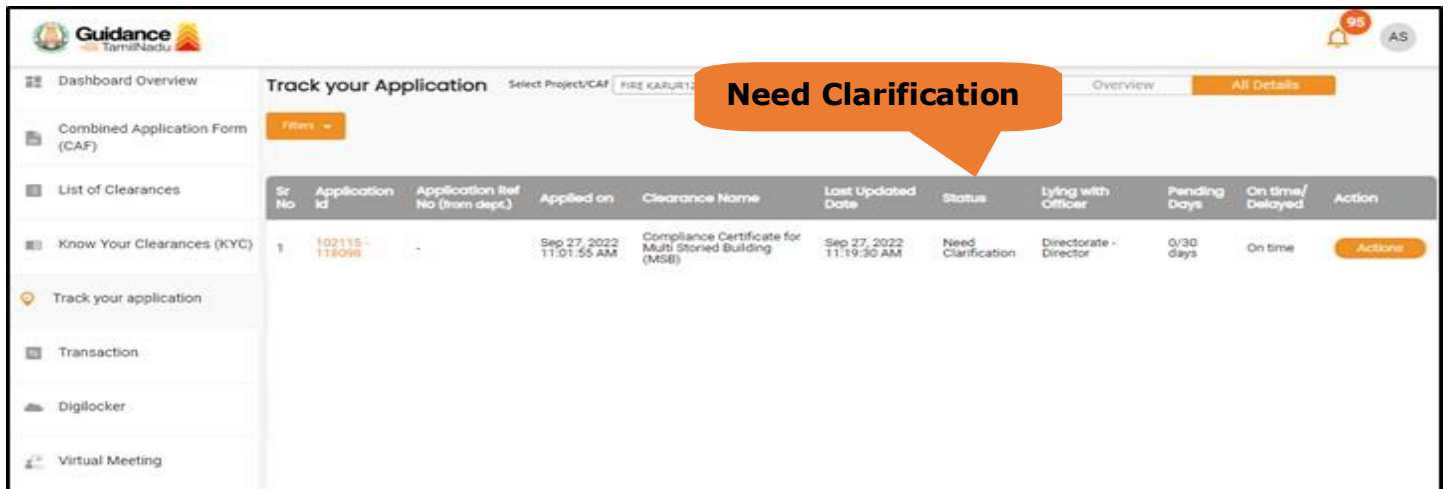 Guidance
TamilNadu
95
AS
Dashboard Overview
Combined Application Form
(CAF)
List of Clearances
Know Your Clearances (KYC)
Track your application
Transaction
Digilocker
Virtual Meeting
Track your Application
Select Project/CAF
FIRE KARUR12
Need Clarification
Overview
All Details
Filters
Sr No
Application Id
Application Ref No (from dept.)
Applied on
Clearance Name
Last Updated Date
Status
Lying with Officer
Pending Days
On time/ Delayed
Action
1
102115 -
118098
-
Sep 27, 2022
11:01:55 AM
Compliance Certificate for
Multi Storied Building
(MSB)
Sep 27, 2022
11:19:30 AM
Need
Clarification
Directorate -
Director
0/30
days
On time
Actions